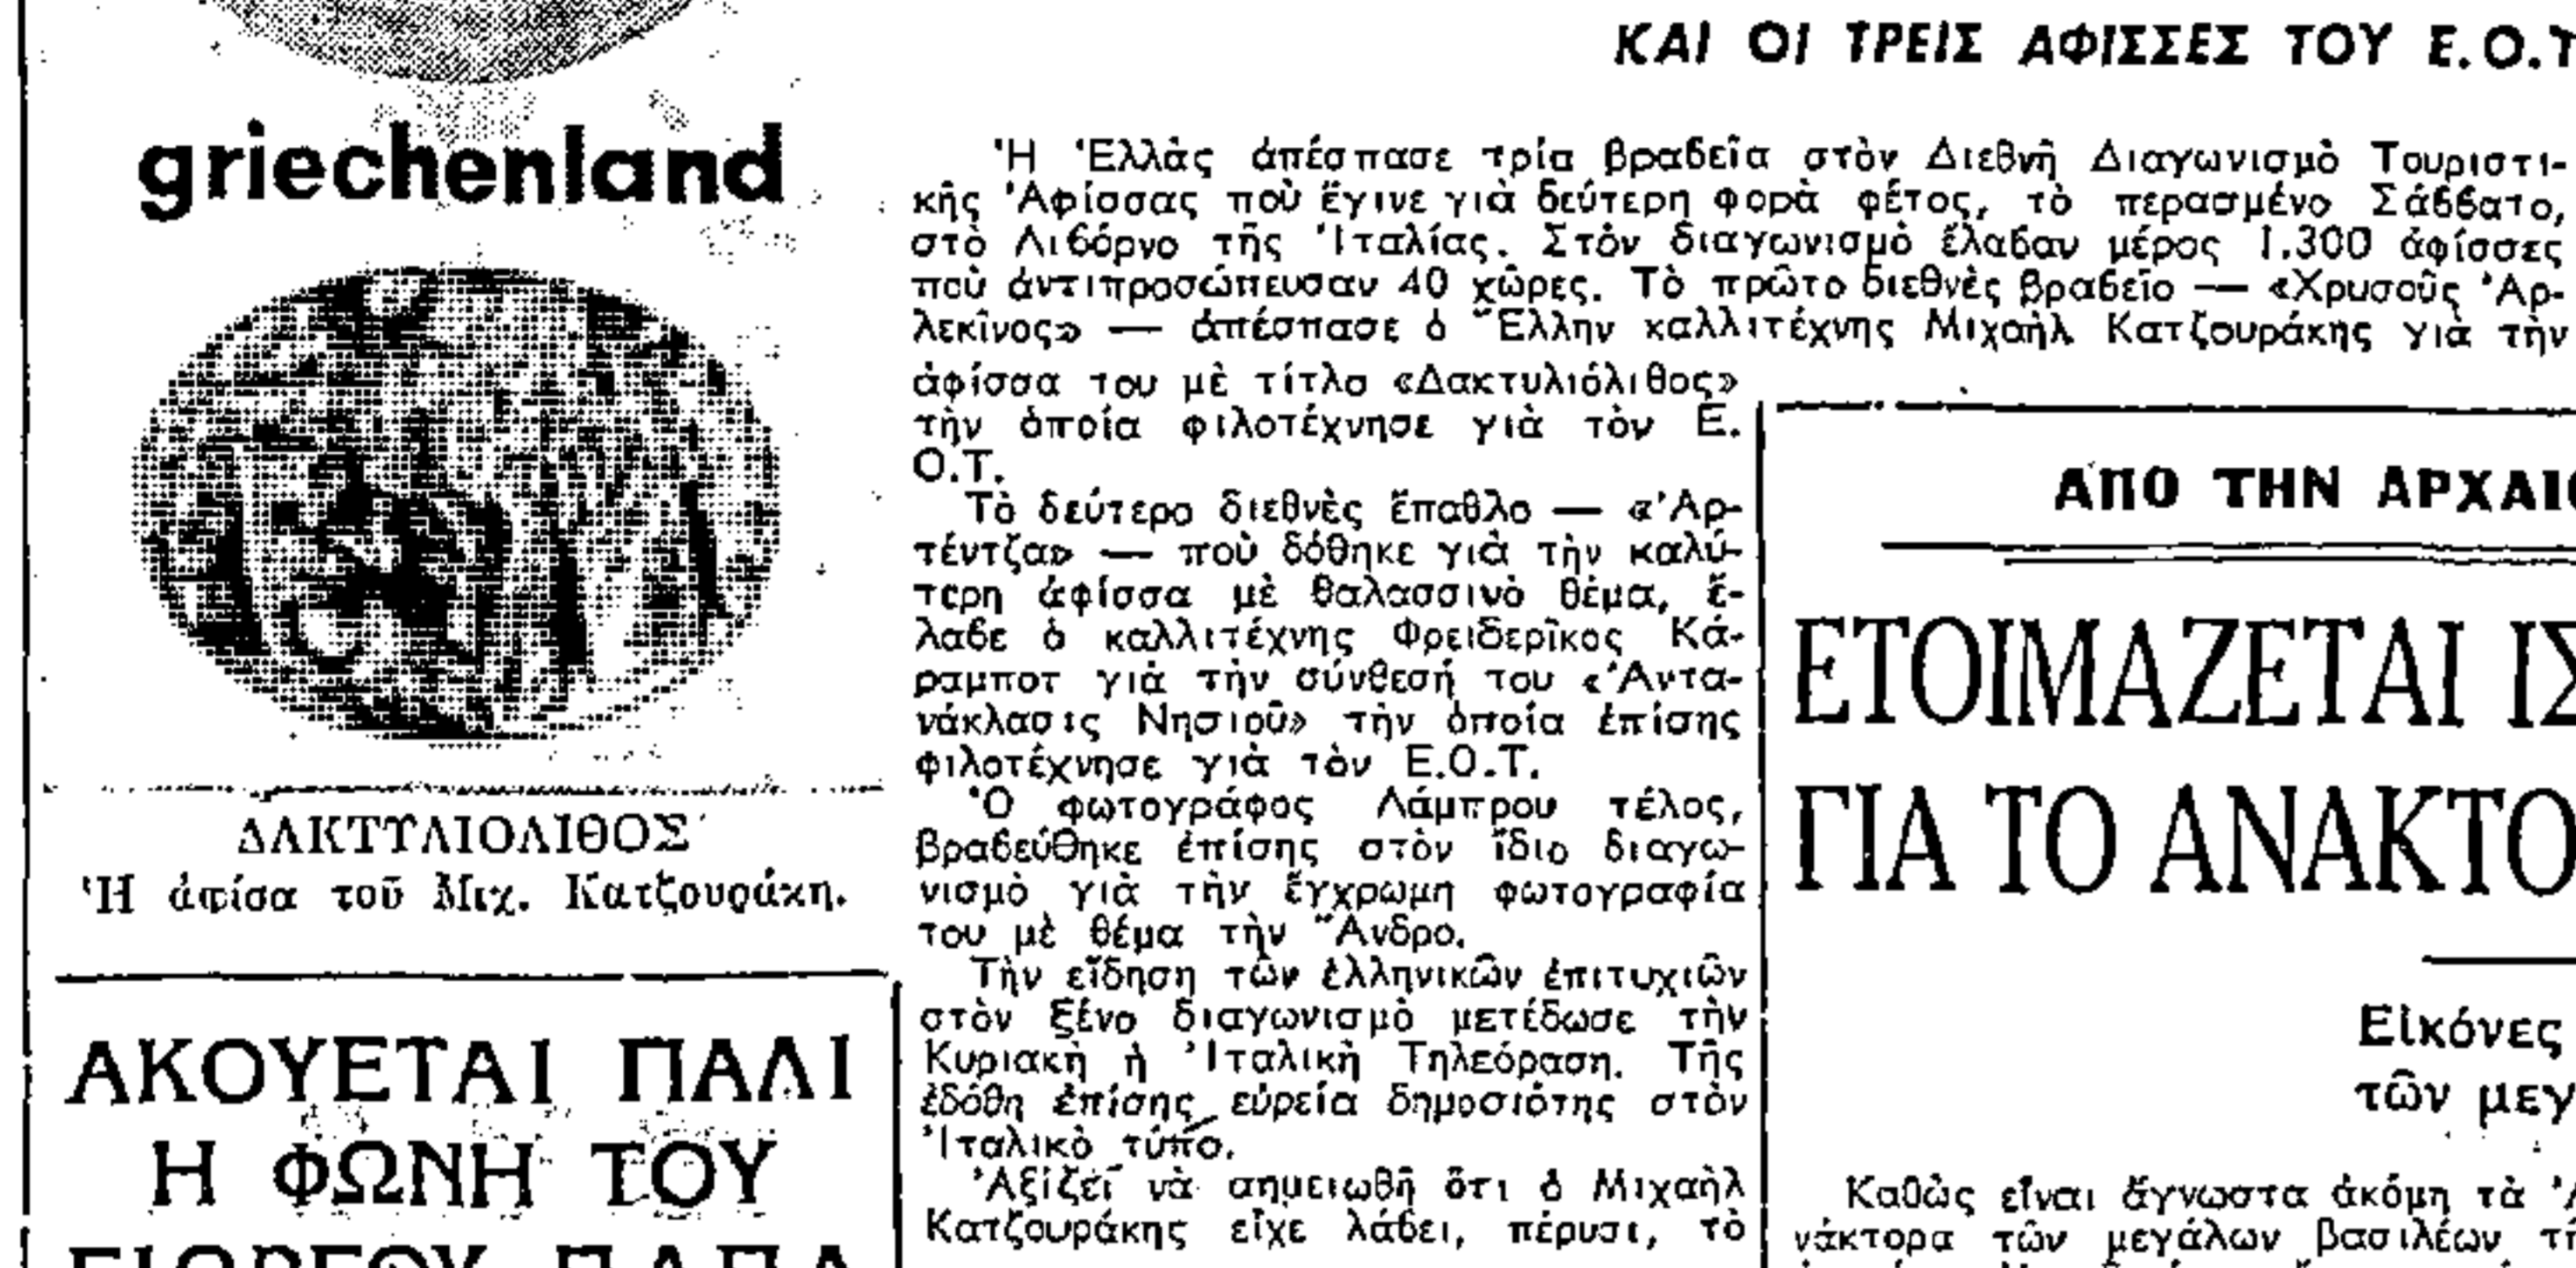 ΚΑΙ ΟΙ ΤΡΕΙΣ ΑΦΙΣΣΕΣ ΤΟΥ Ε.Ο.Τ
griechenland
ΔΑΚΤΥΛΙΟΛΙΘΟΣ
Ἡ ἀφίσα τοῦ Μιχ. Κατζουράκη.
Ἡ Ἑλλὰς ἀπέσπασε τρία βραβεῖα στὸν Διεθνῆ Διαγωνισμὸ Τουριστι-
κῆς Ἀφίσσας ποὺ ἔγινε γιὰ δεύτερη φορὰ φέτος, τὸ περασμένο Σάββατο,
στὸ Λιβόρνο τῆς Ἰταλίας. Στὸν διαγωνισμὸ ἔλαβαν μέρος 1.300 ἀφίσσες
ποὺ ἀντιπροσώπευσαν 40 χῶρες. Τὸ πρῶτο διεθνὲς βραβεῖο — «Χρυσοῦς Ἀρ-
λεκῖνος» — ἀπέσπασε ὁ Ἕλλην καλλιτέχνης Μιχαὴλ Κατζουράκης γιὰ τὴν
ἀφίσσα του μὲ τίτλο «Δακτυλιόλιθος»
τὴν ὁποία φιλοτέχνησε γιὰ τὸν Ε.
Ο.Τ.
Τὸ δεύτερο διεθνὲς ἔπαθλο — «Ἀρ-
τέντζα» — ποὺ δόθηκε γιὰ τὴν καλύ-
τερη ἀφίσσα μὲ θαλασσινὸ θέμα, ἔ-
λαβε ὁ καλλιτέχνης Φρειδερῖκος Κά-
ραμποτ γιὰ τὴν σύνθεσή του «Ἀντα-
νάκλασις Νησιοῦ» τὴν ὁποία ἐπίσης
φιλοτέχνησε γιὰ τὸν Ε.Ο.Τ.
Ὁ φωτογράφος Λάμπρου τέλος,
βραβεύθηκε ἐπίσης στὸν ἴδιο διαγω-
νισμὸ γιὰ τὴν ἔγχρωμη φωτογραφία
του μὲ θέμα τὴν Ἄνδρο.
Τὴν εἴδηση τῶν ἑλληνικῶν ἐπιτυχιῶν
στὸν ξένο διαγωνισμὸ μετέδωσε τὴν
Κυριακὴ ἡ Ἰταλικὴ Τηλεόραση. Τῆς
ἐδόθη ἐπίσης εὐρεία δημοσιότης στὸν
Ἰταλικὸ τύπο.
Ἀξίζει νὰ σημειωθῆ ὅτι ὁ Μιχαὴλ
Κατζουράκης εἶχε λάβει, πέρυσι, τὸ
ΑΚΟΥΕΤΑΙ ΠΑΛΙ
Η ΦΩΝΗ ΤΟΥ
ΑΠΟ ΤΗΝ ΑΡΧΑΙΟ
ΕΤΟΙΜΑΖΕΤΑΙ ΙΣ
ΓΙΑ ΤΟ ΑΝΑΚΤΟ
Εἰκόνες
τῶν μεγ
Καθὼς εἶναι ἄγνωστα ἀκόμη τὰ Ἀ
νάκτορα τῶν μεγάλων βασιλέων τῆ